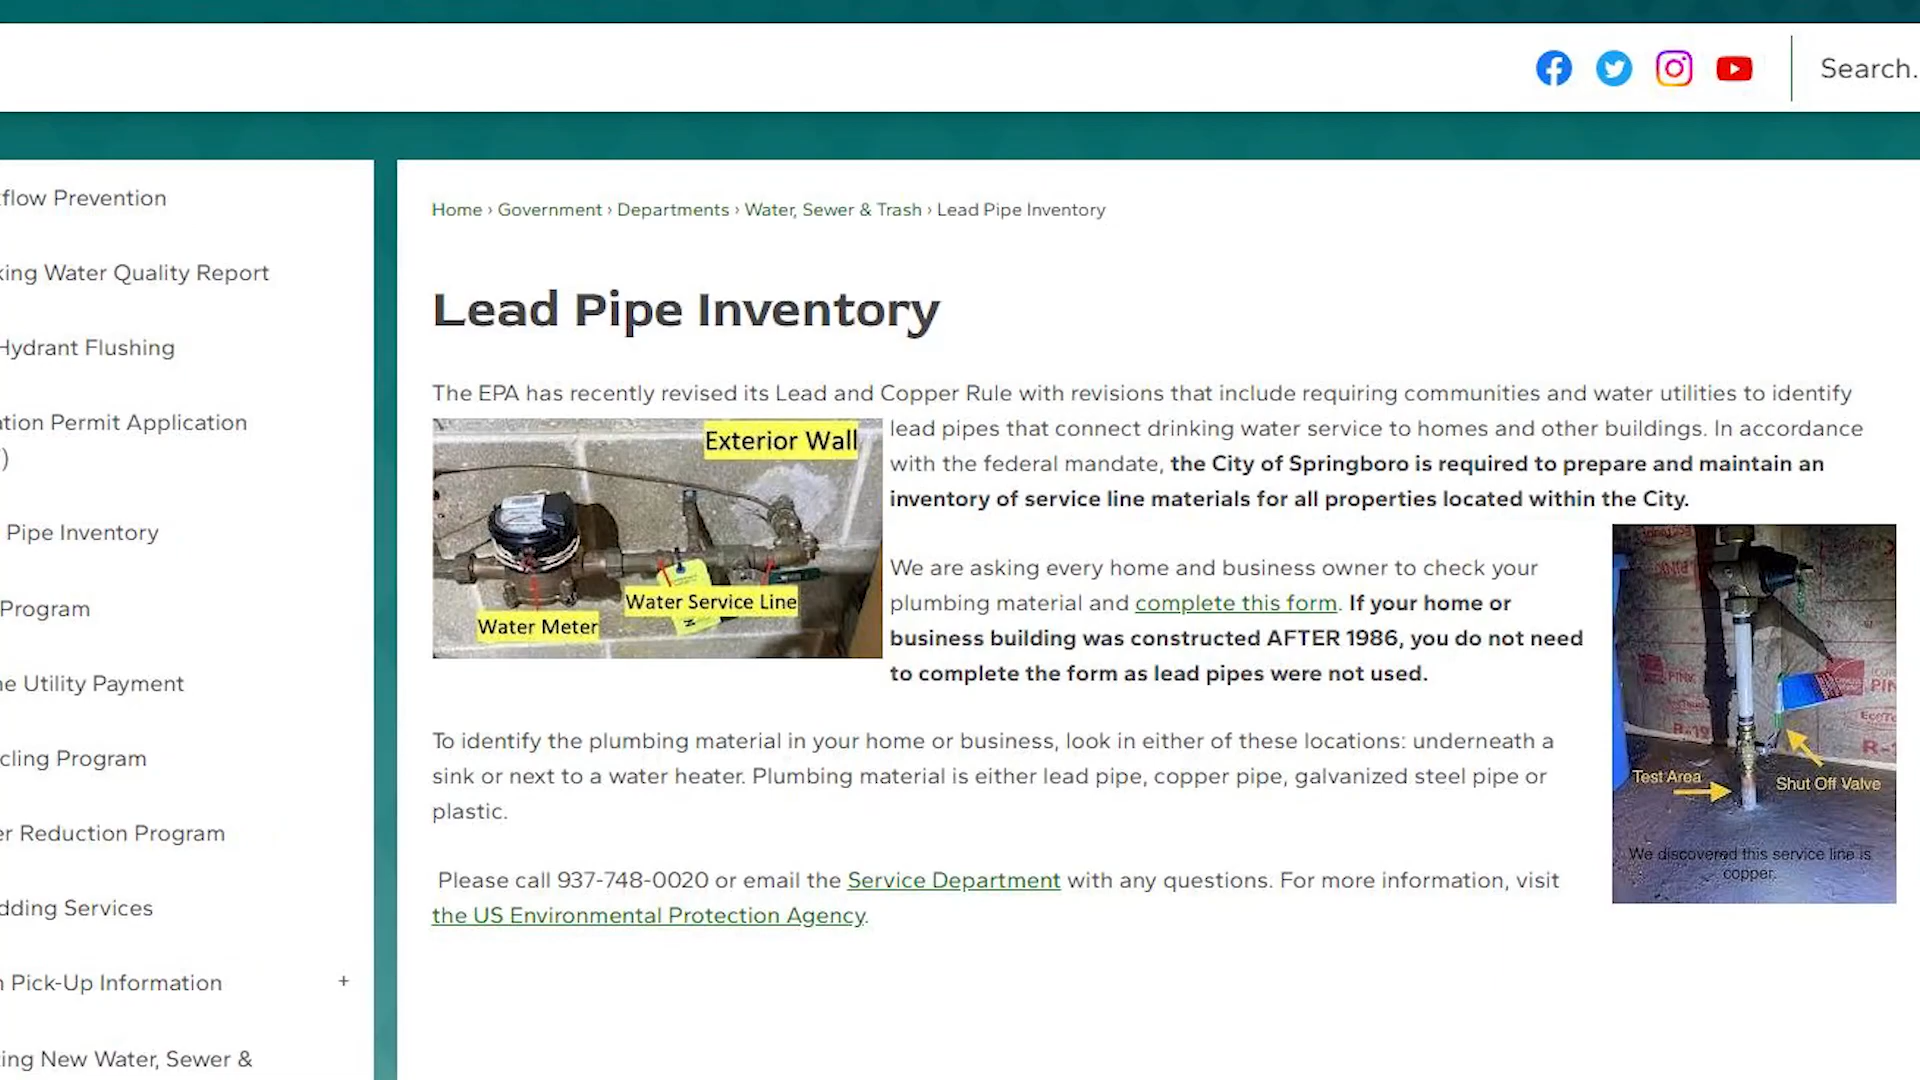 Search.
flow Prevention
king Water Quality Report
Hydrant Flushing
ation Permit Application
)
Pipe Inventory
Program
ne Utility Payment
cling Program
er Reduction Program
dding Services
n Pick-Up Information +
ting New Water, Sewer &
Home › Government › Departments › Water, Sewer & Trash › Lead Pipe Inventory
Lead Pipe Inventory
The EPA has recently revised its Lead and Copper Rule with revisions that include requiring communities and water utilities to identify
lead pipes that connect drinking water service to homes and other buildings. In accordance
with the federal mandate, the City of Springboro is required to prepare and maintain an
inventory of service line materials for all properties located within the City.
Exterior Wall
Water Service Line
Water Meter
We are asking every home and business owner to check your
plumbing material and complete this form. If your home or
business building was constructed AFTER 1986, you do not need
to complete the form as lead pipes were not used.
PINK
PIN
R-19
R-
Test Area
Shut Off Valve
We discovered this service line is
copper.
To identify the plumbing material in your home or business, look in either of these locations: underneath a
sink or next to a water heater. Plumbing material is either lead pipe, copper pipe, galvanized steel pipe or
plastic.
Please call 937-748-0020 or email the Service Department with any questions. For more information, visit
the US Environmental Protection Agency.